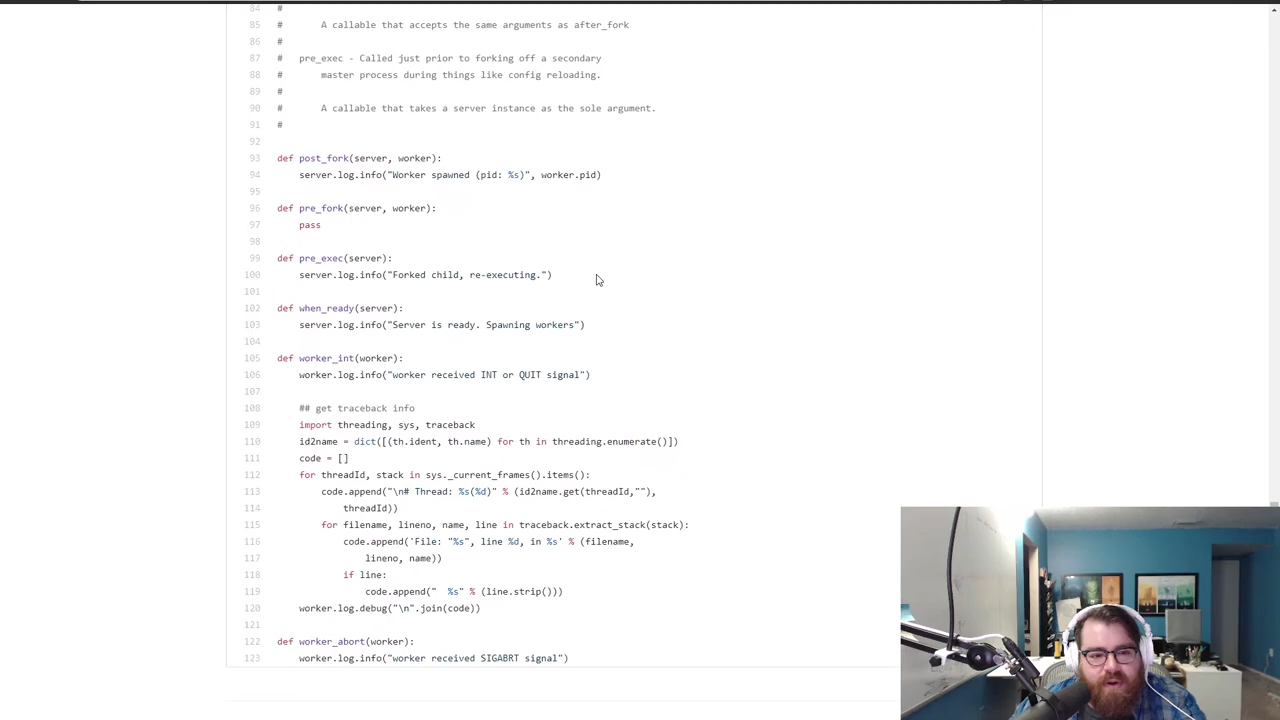 84 #
85 # A callable that accepts the same arguments as after_fork
86 #
87 # pre_exec - Called just prior to forking off a secondary
88 # master process during things like config reloading.
89 #
90 # A callable that takes a server instance as the sole argument.
91 #
92
93 def post_fork(server, worker):
94 server.log.info("Worker spawned (pid: %s)", worker.pid)
95
96 def pre_fork(server, worker):
97 pass
98
99 def pre_exec(server):
100 server.log.info("Forked child, re-executing.")
101
102 def when_ready(server):
103 server.log.info("Server is ready. Spawning workers")
104
105 def worker_int(worker):
106 worker.log.info("worker received INT or QUIT signal")
107
108 ## get traceback info
109 import threading, sys, traceback
110 id2name = dict([(th.ident, th.name) for th in threading.enumerate()])
111 code = []
112 for threadId, stack in sys._current_frames().items():
113 code.append("\n# Thread: %s(%d)" % (id2name.get(threadId,""),
114 threadId))
115 for filename, lineno, name, line in traceback.extract_stack(stack):
116 code.append('File: "%s", line %d, in %s' % (filename,
117 lineno, name))
118 if line:
119 code.append("  %s" % (line.strip()))
120 worker.log.debug("\n".join(code))
121
122 def worker_abort(worker):
123 worker.log.info("worker received SIGABRT signal")